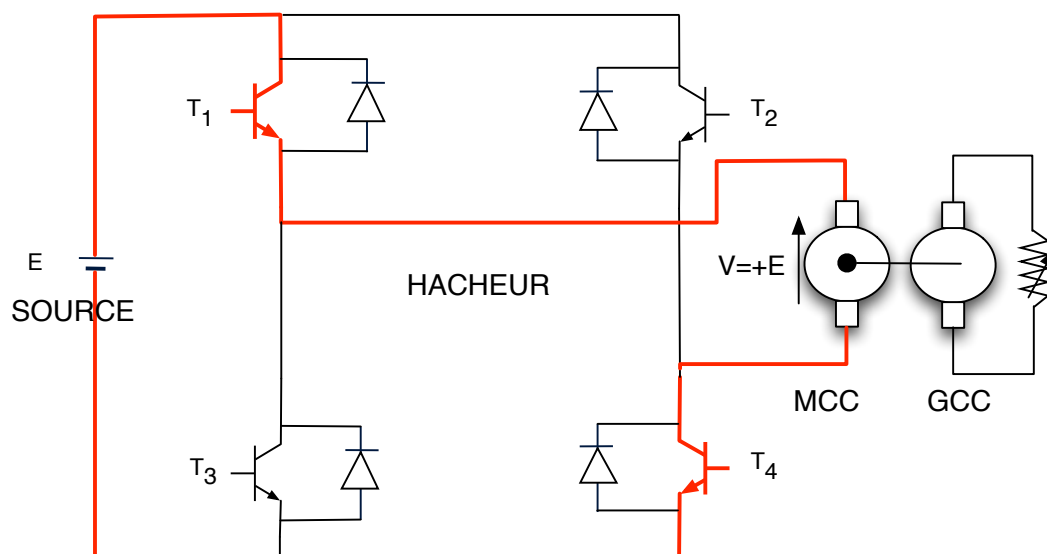 T1
T2
E
SOURCE
HACHEUR
V=+E
MCC
GCC
T3
T4